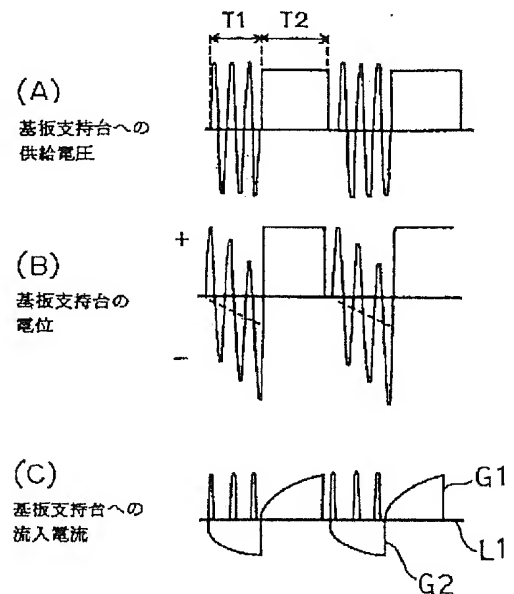 T1 T2
(A)
基板支持台への
供給電圧
(B)
基板支持台の
電位
+
−
(C)
基板支持台への
流入電流
G1
L1
G2